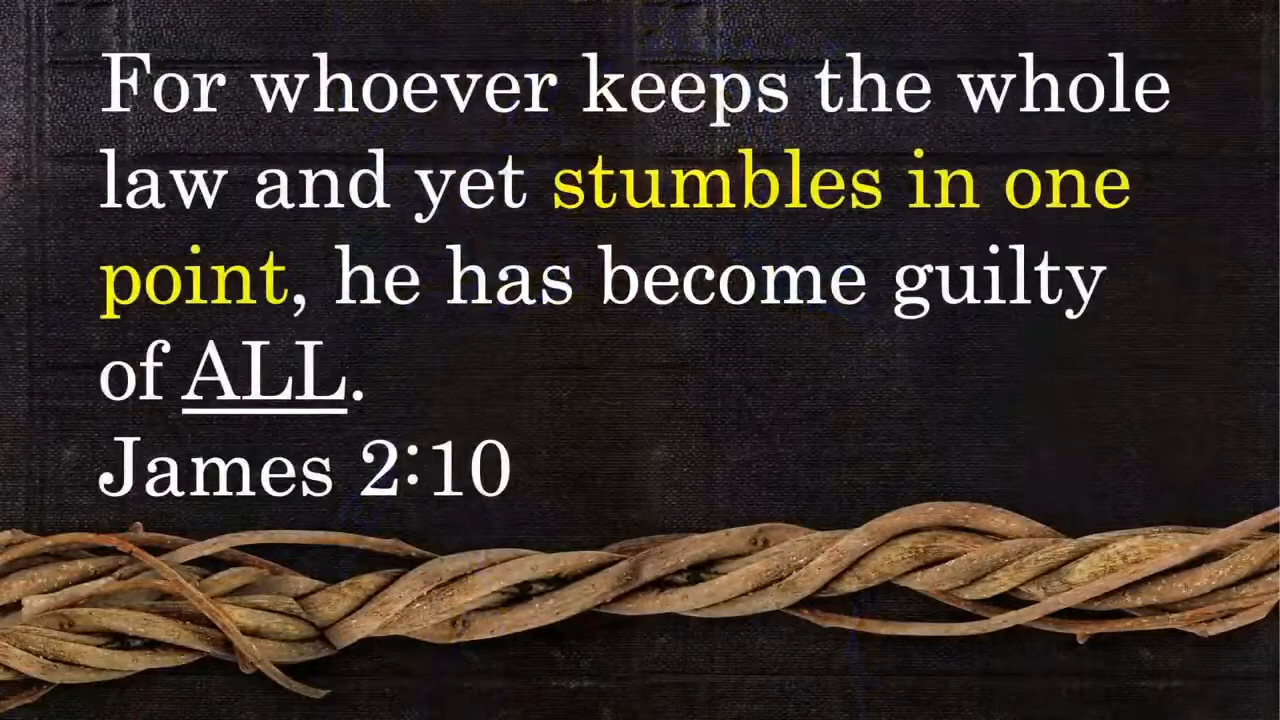 For whoever keeps the whole
law and yet stumbles in one
point, he has become guilty
of ALL.
James 2:10